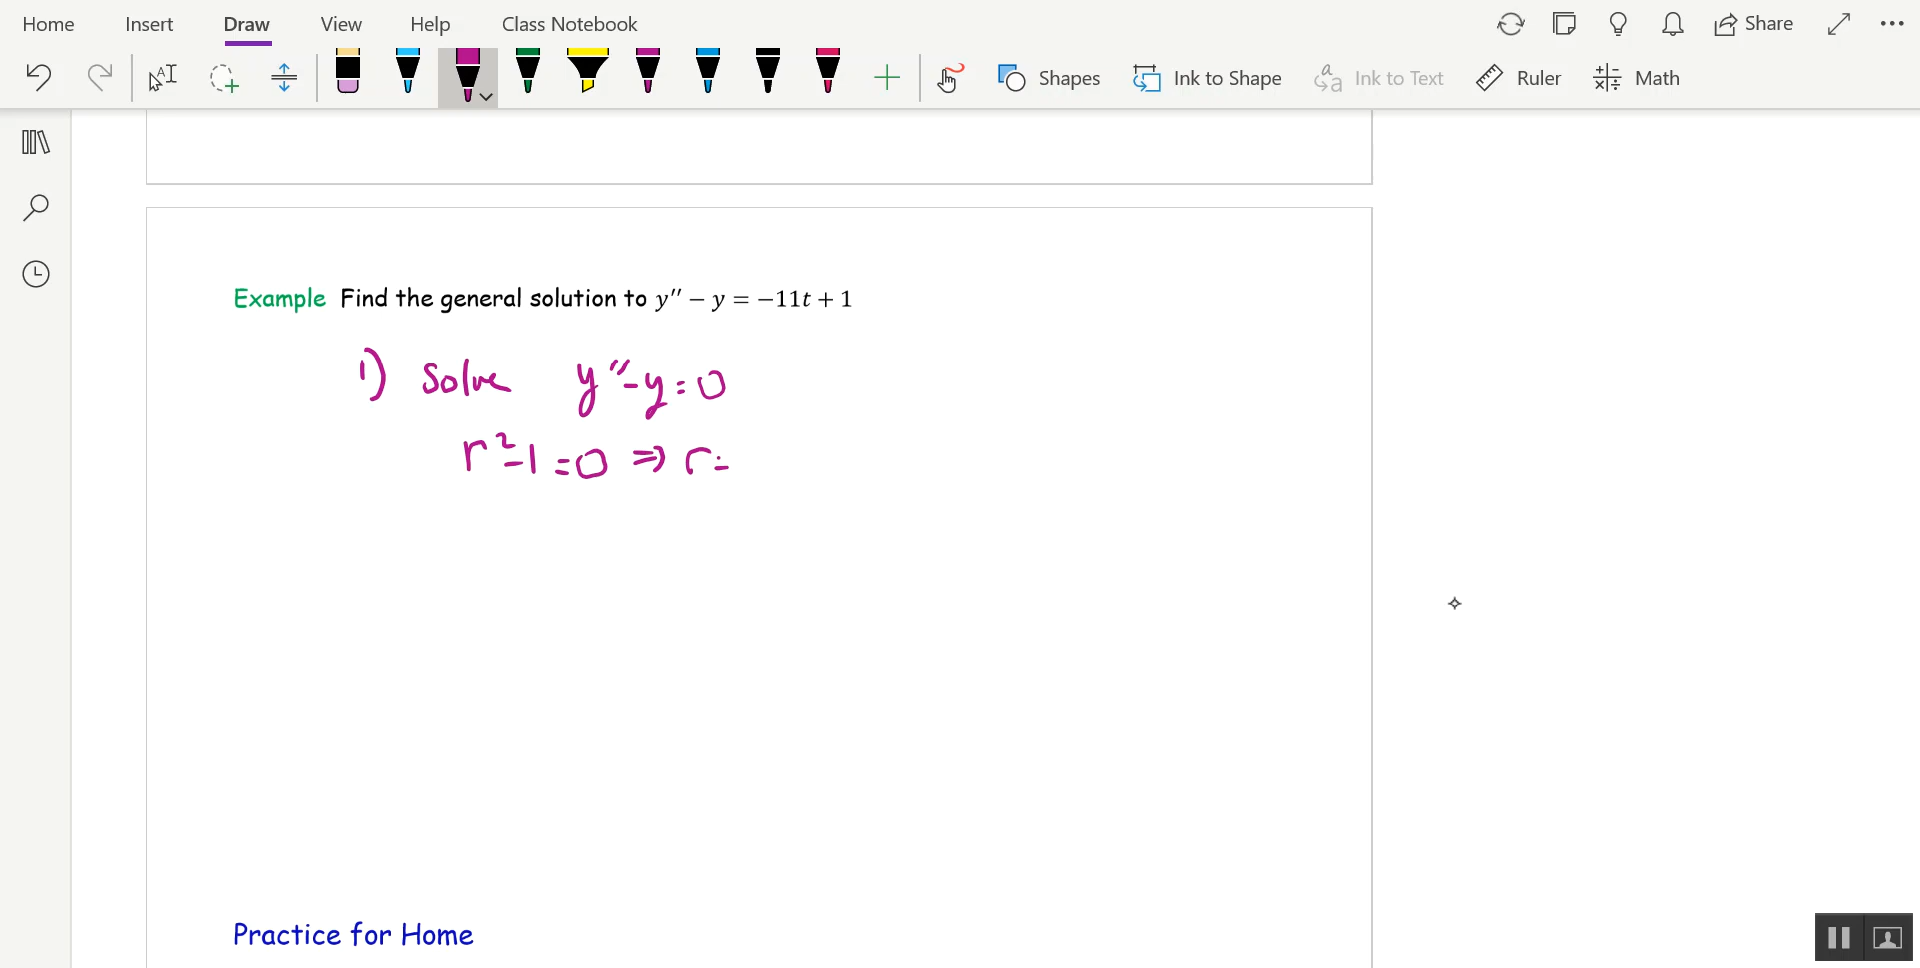 Home Insert Draw View Help Class Notebook Share
Shapes Ink to Shape Ink to Text Ruler Math
Example Find the general solution to y′′ − y = −11t + 1
1) Solve y″-y=0
r²-1=0 ⇒ r=
Practice for Home